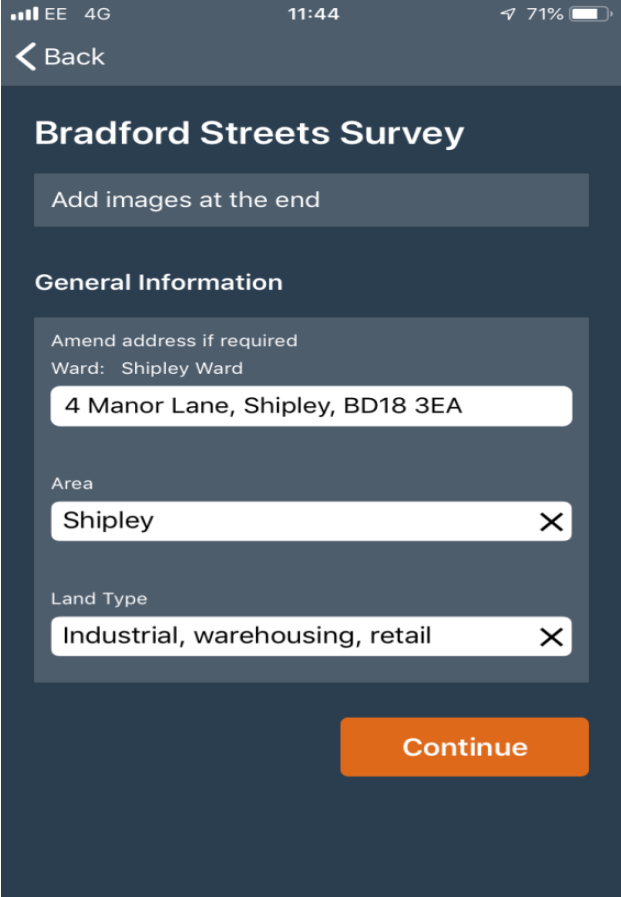 EE 4G 11:44 71%
Back
Bradford Streets Survey
Add images at the end
General Information
Amend address if required
Ward: Shipley Ward
4 Manor Lane, Shipley, BD18 3EA
Area
Shipley
Land Type
Industrial, warehousing, retail
Continue